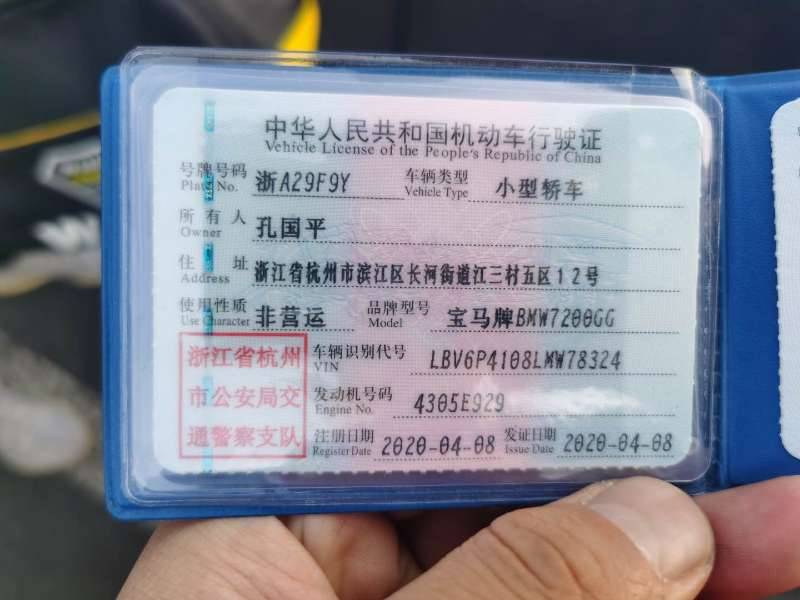 中华人民共和国机动车行驶证
Vehicle License of the People's Republic of China
号牌号码 浙A29F9Y 车辆类型 小型轿车
Plate No. Vehicle Type
所有人 孔国平
Owner
住址 浙江省杭州市滨江区长河街道江三村五区12号
Address
使用性质 非营运 品牌型号 宝马牌BMW7200GG
Use Character Model
浙江省杭州 车辆识别代号 LBV6P4108LMW78324
VIN
市公安局交 发动机号码 4305E929
Engine No.
通警察支队 注册日期 2020-04-08 发证日期 2020-04-08
Register Date Issue Date